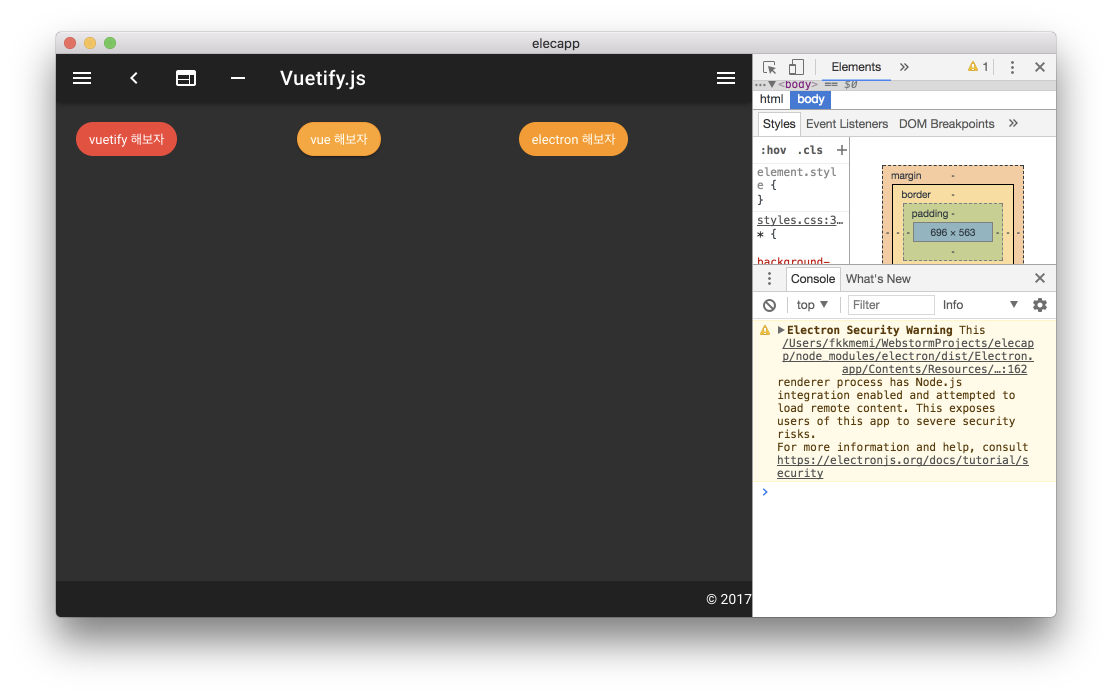 elecapp
Vuetify.js
vuetify 해보자
vue 해보자
electron 해보자
© 2017
Elements
1
<body> == $0
html body
Styles Event Listeners DOM Breakpoints
:hov .cls +
element.styl
e {
}
styles.css:3…
* {
background-
margin -
border -
padding -
- - - 696 × 563 - - -
-
Console What's New
top ▼ Filter Info ▼
▶Electron Security Warning This
/Users/fkkmemi/WebstormProjects/elecap
p/node_modules/electron/dist/Electron.
app/Contents/Resources/…:162
renderer process has Node.js
integration enabled and attempted to
load remote content. This exposes
users of this app to severe security
risks.
For more information and help, consult
https://electronjs.org/docs/tutorial/s
ecurity